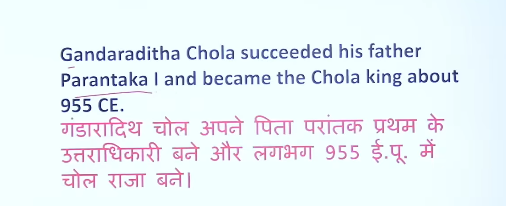 Gandaraditha Chola succeeded his father
Parantaka I and became the Chola king about
955 CE.
गंडारादिथ चोल अपने पिता परांतक प्रथम के
उत्तराधिकारी बने और लगभग 955 ई.पू. में
चोल राजा बने।